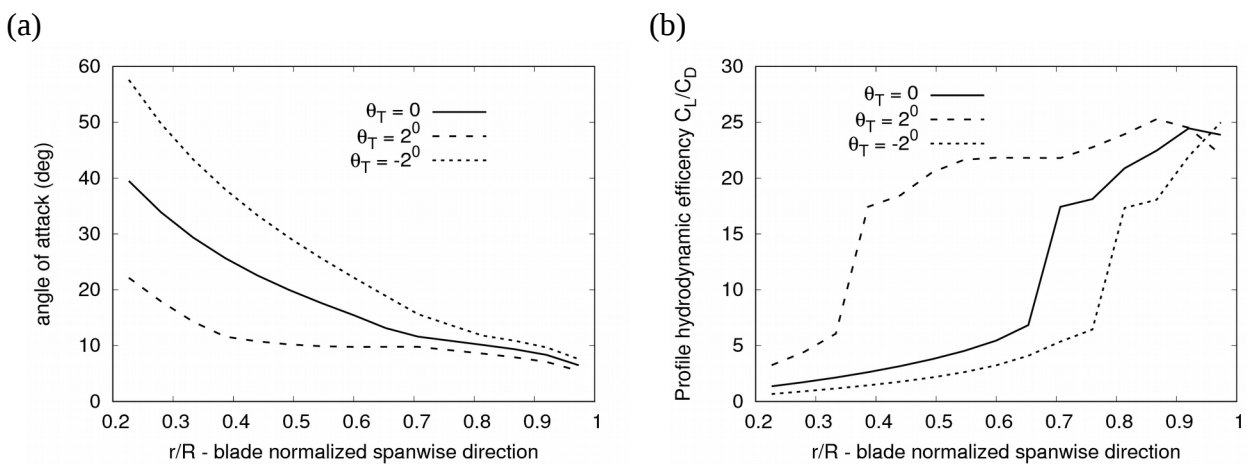 (a)
60
50
40
30
20
10
0
angle of attack (deg)
θT = 0
θT = 2⁰
θT = -2⁰
0.2 0.3 0.4 0.5 0.6 0.7 0.8 0.9 1
r/R - blade normalized spanwise direction
(b)
30
25
20
15
10
5
0
Profile hydrodynamic efficency CL/CD
θT = 0
θT = 2⁰
θT = -2⁰
0.2 0.3 0.4 0.5 0.6 0.7 0.8 0.9 1
r/R - blade normalized spanwise direction